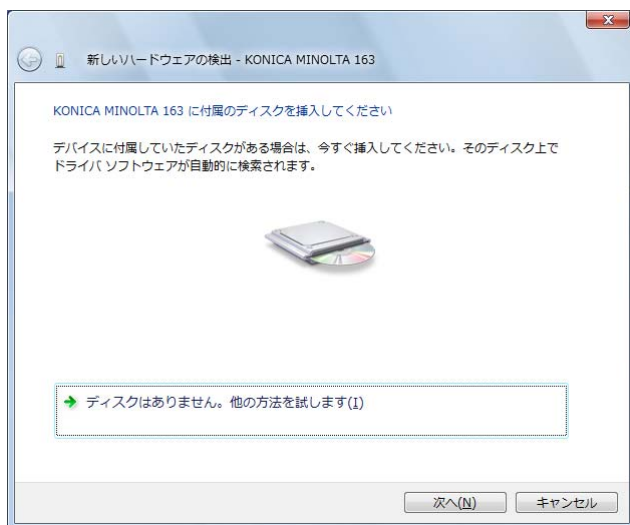 新しいハードウェアの検出 - KONICA MINOLTA 163
KONICA MINOLTA 163 に付属のディスクを挿入してください
デバイスに付属していたディスクがある場合は、今すぐ挿入してください。そのディスク上で
ドライバ ソフトウェアが自動的に検索されます。
ディスクはありません。他の方法を試します(I)
次へ(N)
キャンセル